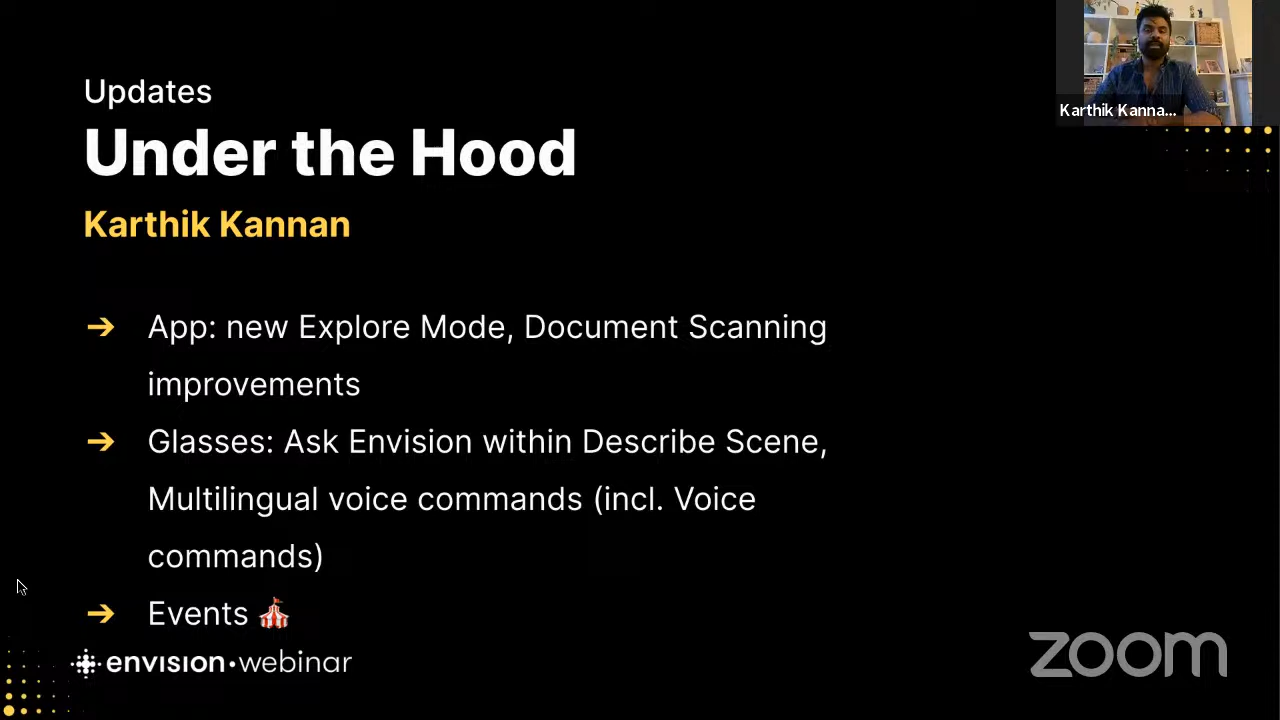 Updates
Under the Hood
Karthik Kannan
➔ App: new Explore Mode, Document Scanning
improvements
➔ Glasses: Ask Envision within Describe Scene,
Multilingual voice commands (incl. Voice
commands)
➔ Events 🎪
envision•webinar
Karthik Kanna...
zoom